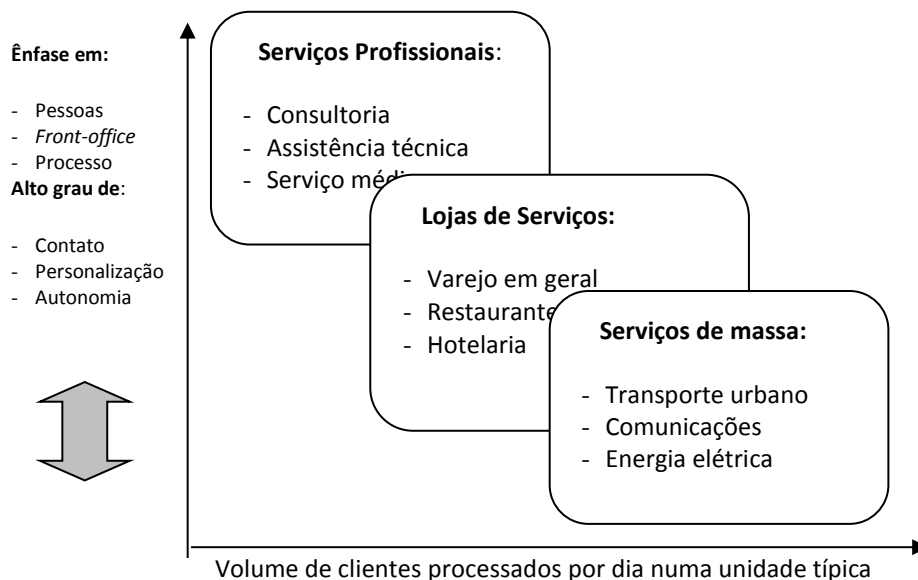 Ênfase em:
- Pessoas
- Front-office
- Processo
Alto grau de:
- Contato
- Personalização
- Autonomia
Serviços Profissionais:
- Consultoria
- Assistência técnica
- Serviço médi
Lojas de Serviços:
- Varejo em geral
- Restaurante
- Hotelaria
Serviços de massa:
- Transporte urbano
- Comunicações
- Energia elétrica
Volume de clientes processados por dia numa unidade típica